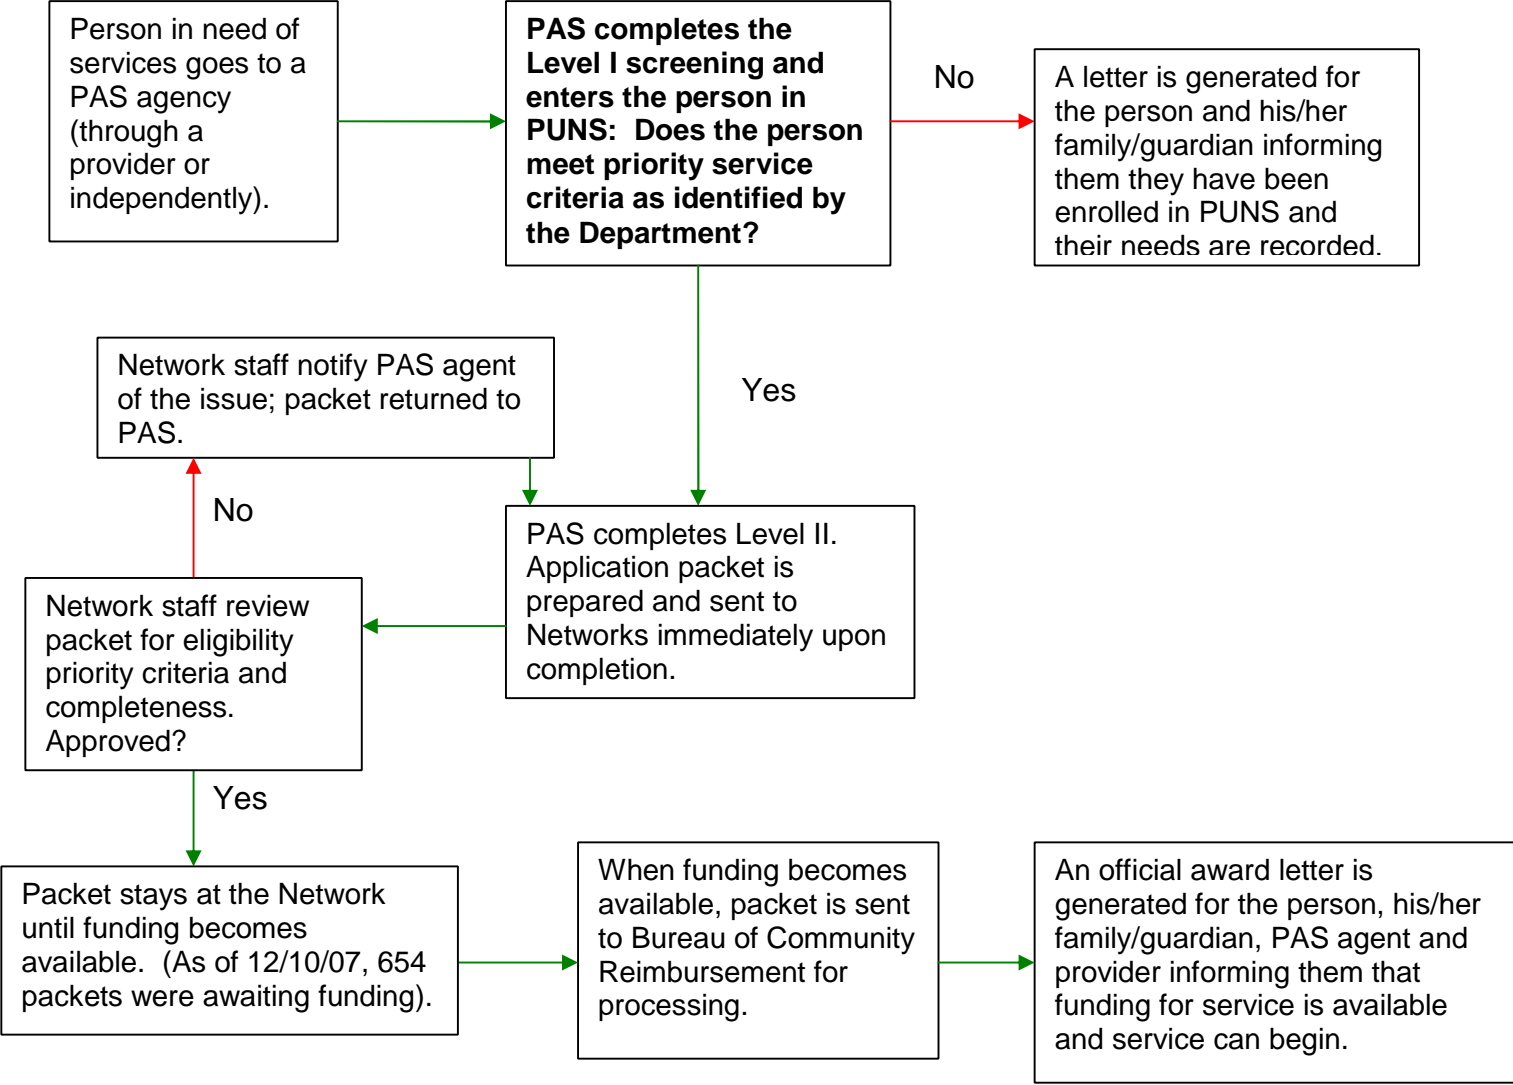 Person in need of
services goes to a
PAS agency
(through a
provider or
independently).
PAS completes the
Level I screening and
enters the person in
PUNS:  Does the person
meet priority service
criteria as identified by
the Department?
No
A letter is generated for
the person and his/her
family/guardian informing
them they have been
enrolled in PUNS and
their needs are recorded.
Yes
Network staff notify PAS agent
of the issue; packet returned to
PAS.
No
PAS completes Level II.
Application packet is
prepared and sent to
Networks immediately upon
completion.
Network staff review
packet for eligibility
priority criteria and
completeness.
Approved?
Yes
Packet stays at the Network
until funding becomes
available.  (As of 12/10/07, 654
packets were awaiting funding).
When funding becomes
available, packet is sent
to Bureau of Community
Reimbursement for
processing.
An official award letter is
generated for the person, his/her
family/guardian, PAS agent and
provider informing them that
funding for service is available
and service can begin.